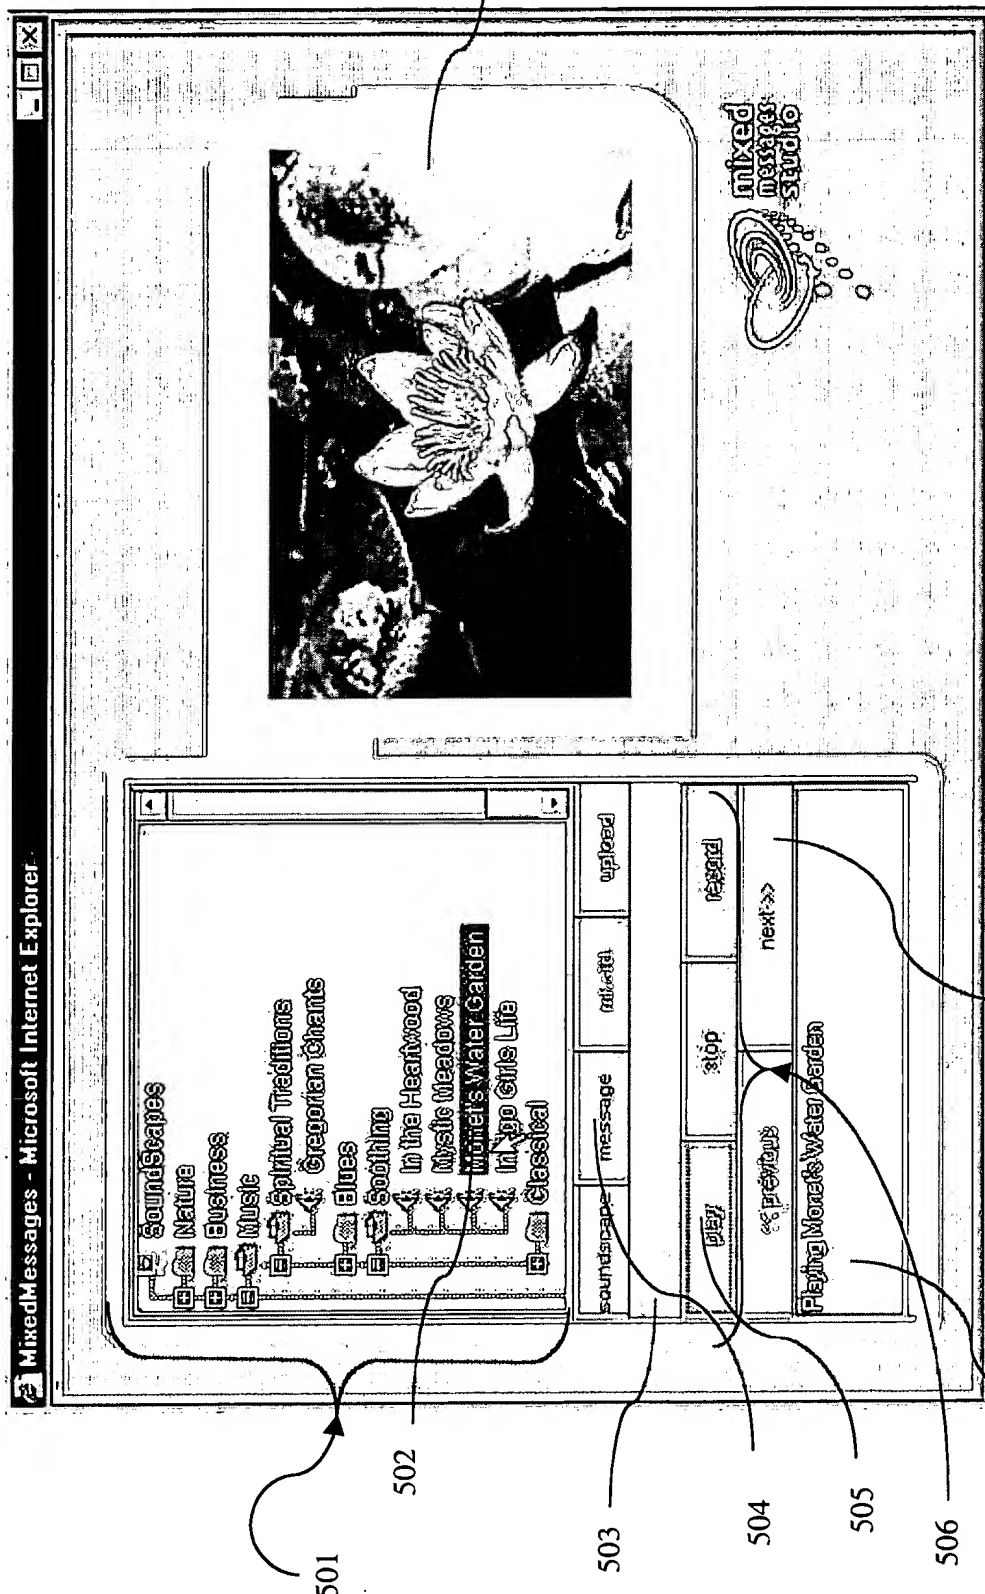 MixedMessages - Microsoft Internet Explorer
SoundScapes
Nature
Business
Music
Spiritual Traditions
Gregorian Chants
Blues
Soothing
In the Heartwood
Mystic Meadows
Monet's Water Garden
Girls Life
Classical
soundscape message upload
play stop record
<< previous next >>
Playing Monet's Water Garden
mixed
messages
studio
501
502
503
504
505
506